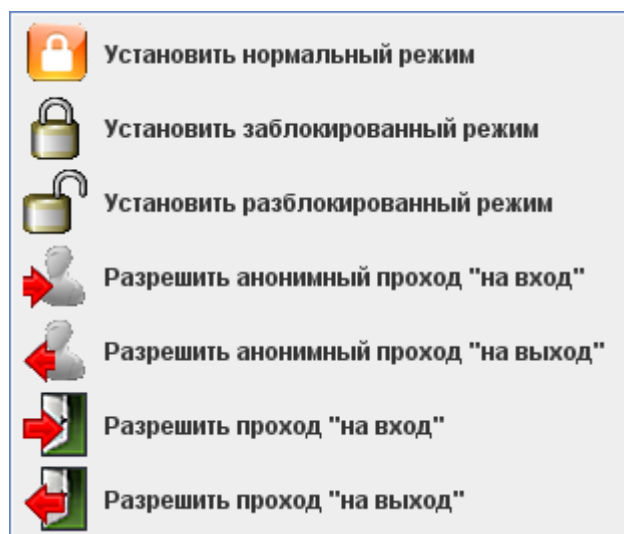 Установить нормальный режим
Установить заблокированный режим
Установить разблокированный режим
Разрешить анонимный проход "на вход"
Разрешить анонимный проход "на выход"
Разрешить проход "на вход"
Разрешить проход "на выход"